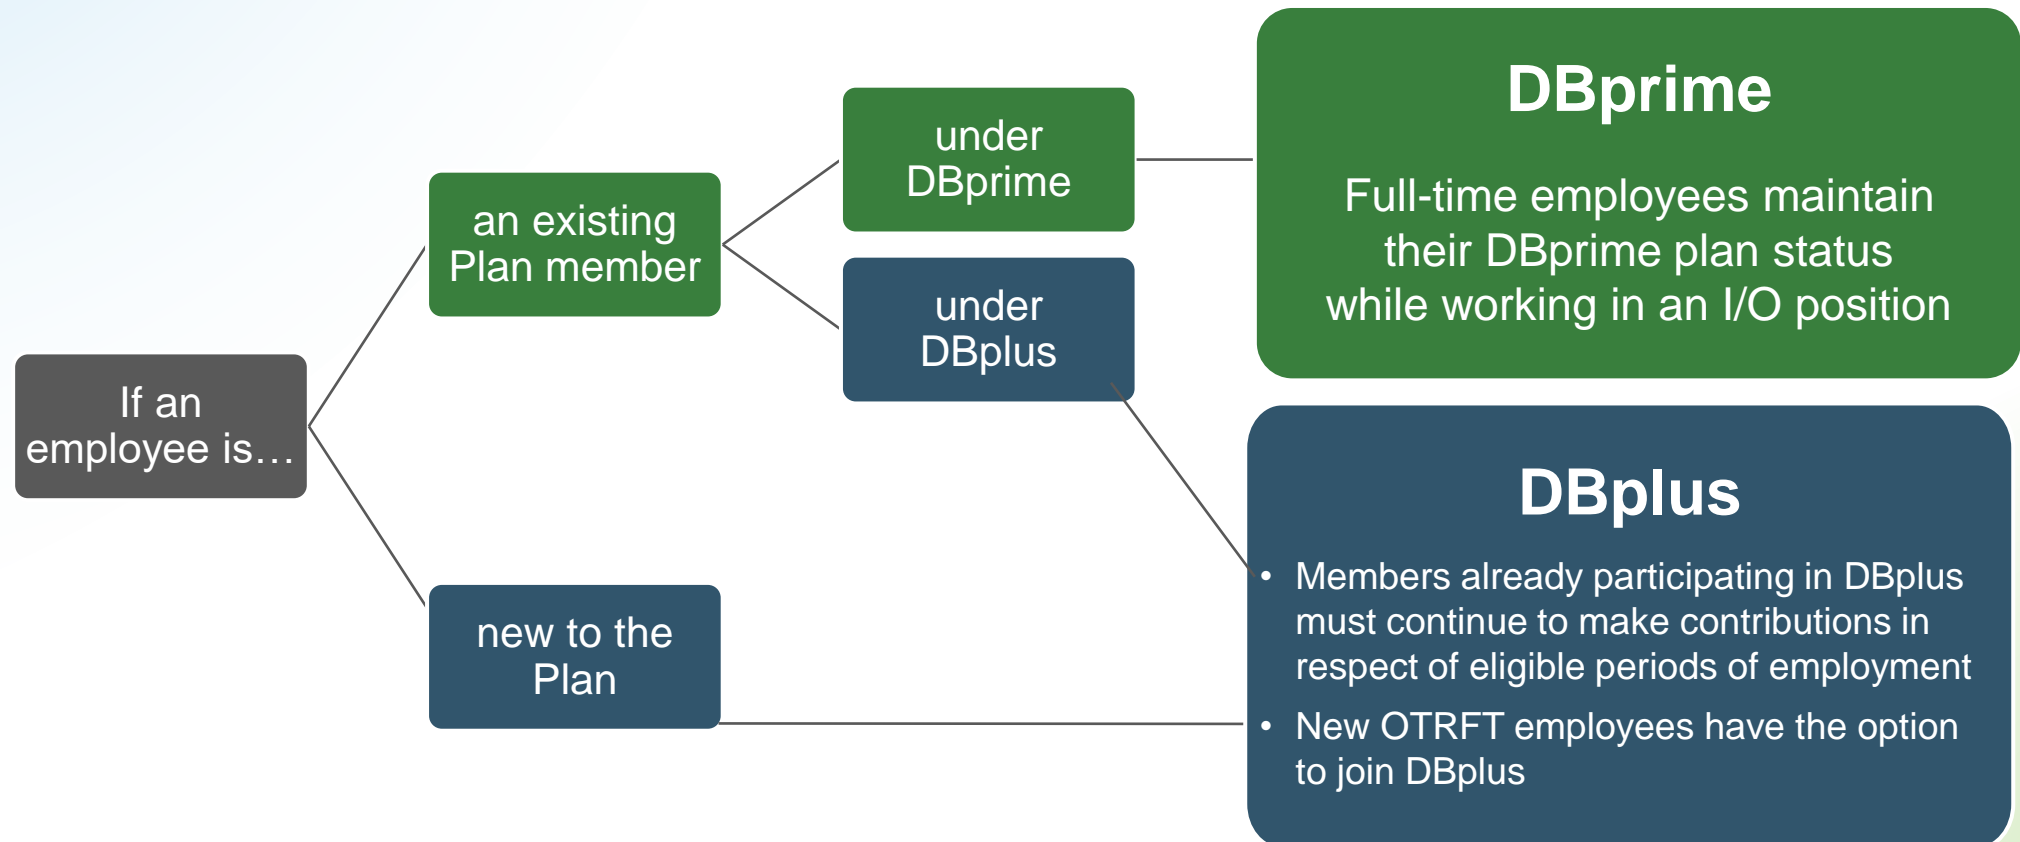 If an
employee is…
an existing
Plan member
new to the
Plan
under
DBprime
under
DBplus
DBprime
Full-time employees maintain
their DBprime plan status
while working in an I/O position
DBplus
• Members already participating in DBplus
must continue to make contributions in
respect of eligible periods of employment
• New OTRFT employees have the option
to join DBplus